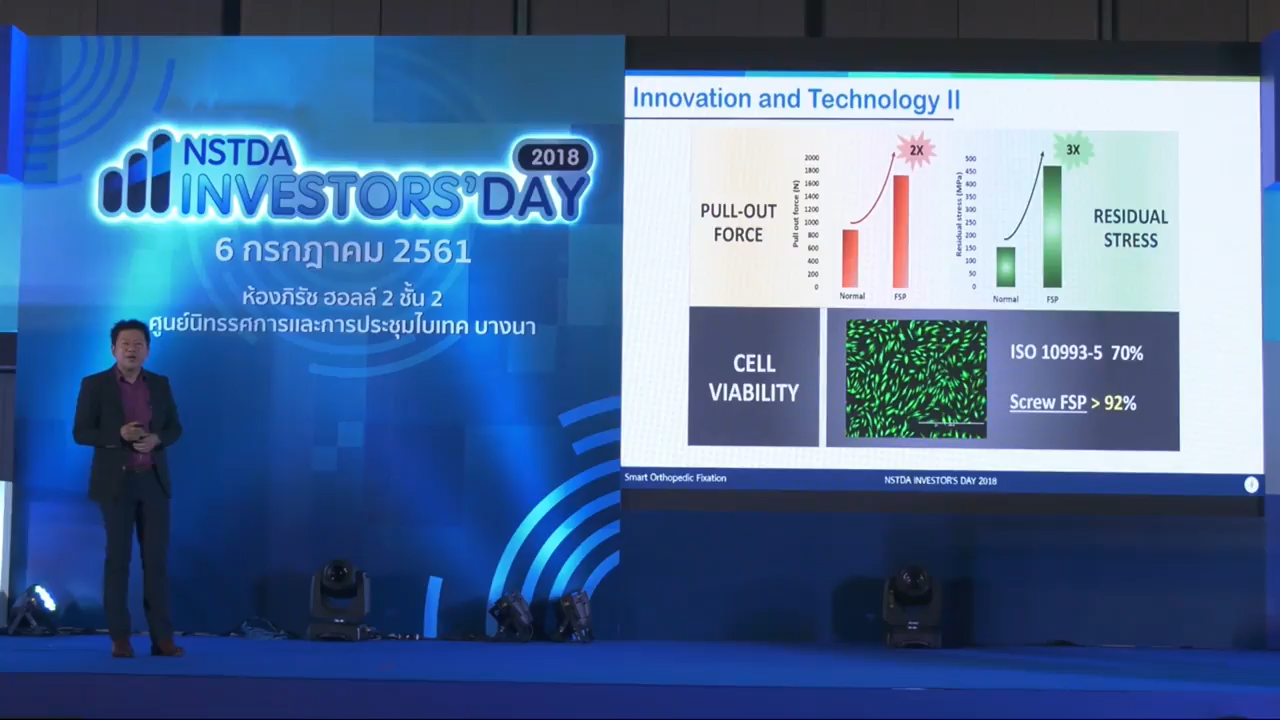 NSTDA
2018
INVESTORS' DAY
6 กรกฎาคม 2561
ห้องภิรัช ฮอลล์ 2 ชั้น 2
ศูนย์นิทรรศการและการประชุมไบเทค บางนา
Innovation and Technology II
PULL-OUT
FORCE
Pull out force (N)
2000
1800
1600
1400
1200
1000
800
600
400
200
0
Normal
FSP
2X
Residual stress (MPa)
500
450
400
350
300
250
200
150
100
50
0
Normal
FSP
3X
RESIDUAL
STRESS
CELL
VIABILITY
ISO 10993-5 70%
Screw FSP > 92%
Smart Orthopedic Fixation
NSTDA INVESTOR'S DAY 2018